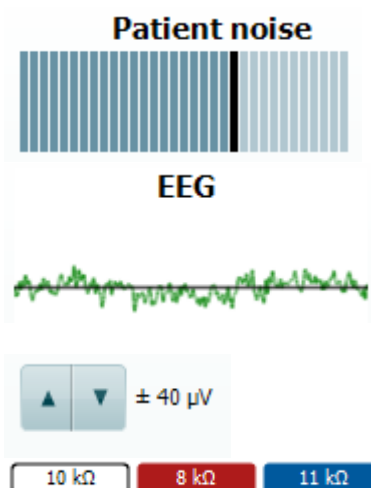 Patient noise
EEG
± 40 µV
10 kΩ 8 kΩ 11 kΩ